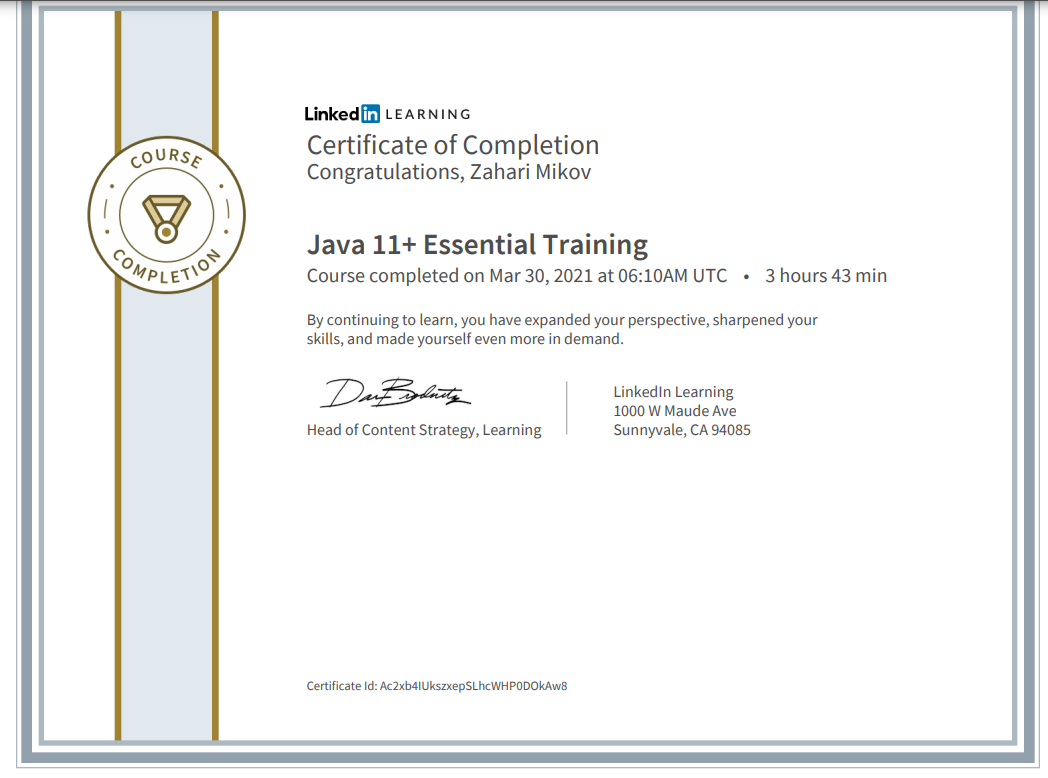 COURSE
COMPLETION
Linked in LEARNING
Certificate of Completion
Congratulations, Zahari Mikov
Java 11+ Essential Training
Course completed on Mar 30, 2021 at 06:10AM UTC • 3 hours 43 min
By continuing to learn, you have expanded your perspective, sharpened your
skills, and made yourself even more in demand.
Head of Content Strategy, Learning
LinkedIn Learning
1000 W Maude Ave
Sunnyvale, CA 94085
Certificate Id: Ac2xb4IUkszxepSLhcWHP0DOkAw8